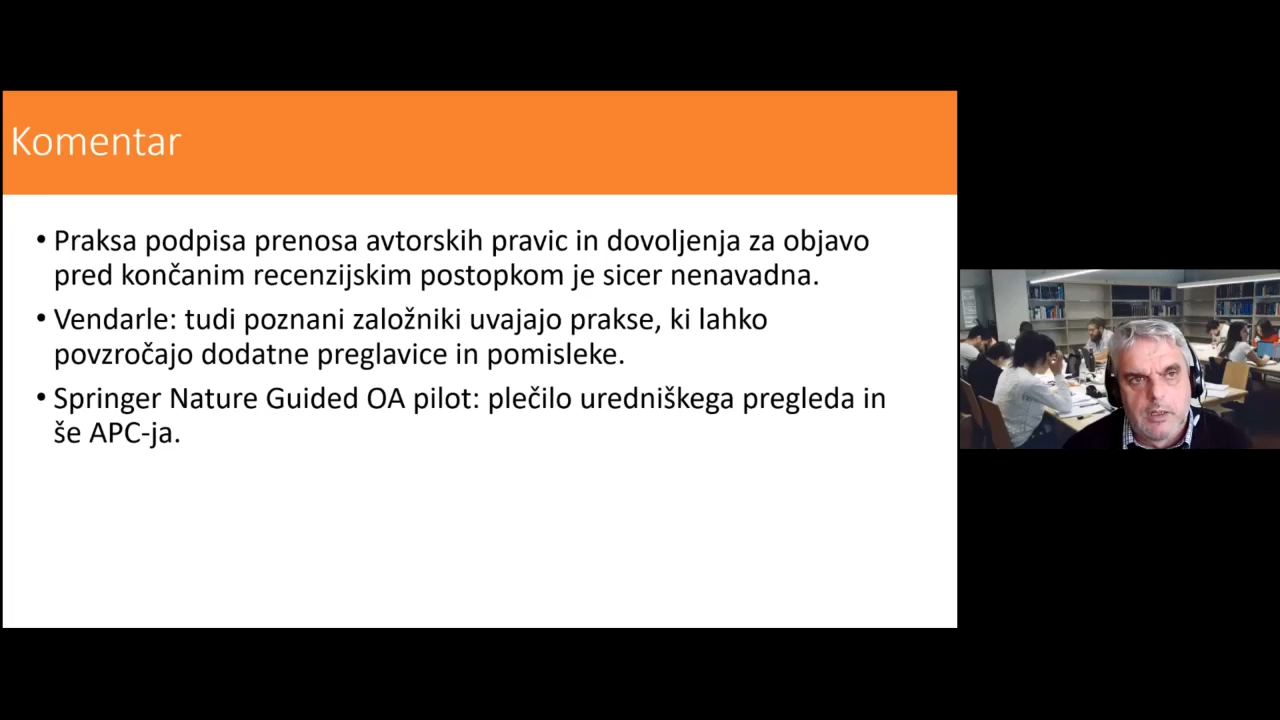 Komentar
• Praksa podpisa prenosa avtorskih pravic in dovoljenja za objavo
pred končanim recenzijskim postopkom je sicer nenavadna.
• Vendarle: tudi poznani založniki uvajajo prakse, ki lahko
povzročajo dodatne preglavice in pomisleke.
• Springer Nature Guided OA pilot: plečilo uredniškega pregleda in
še APC-ja.